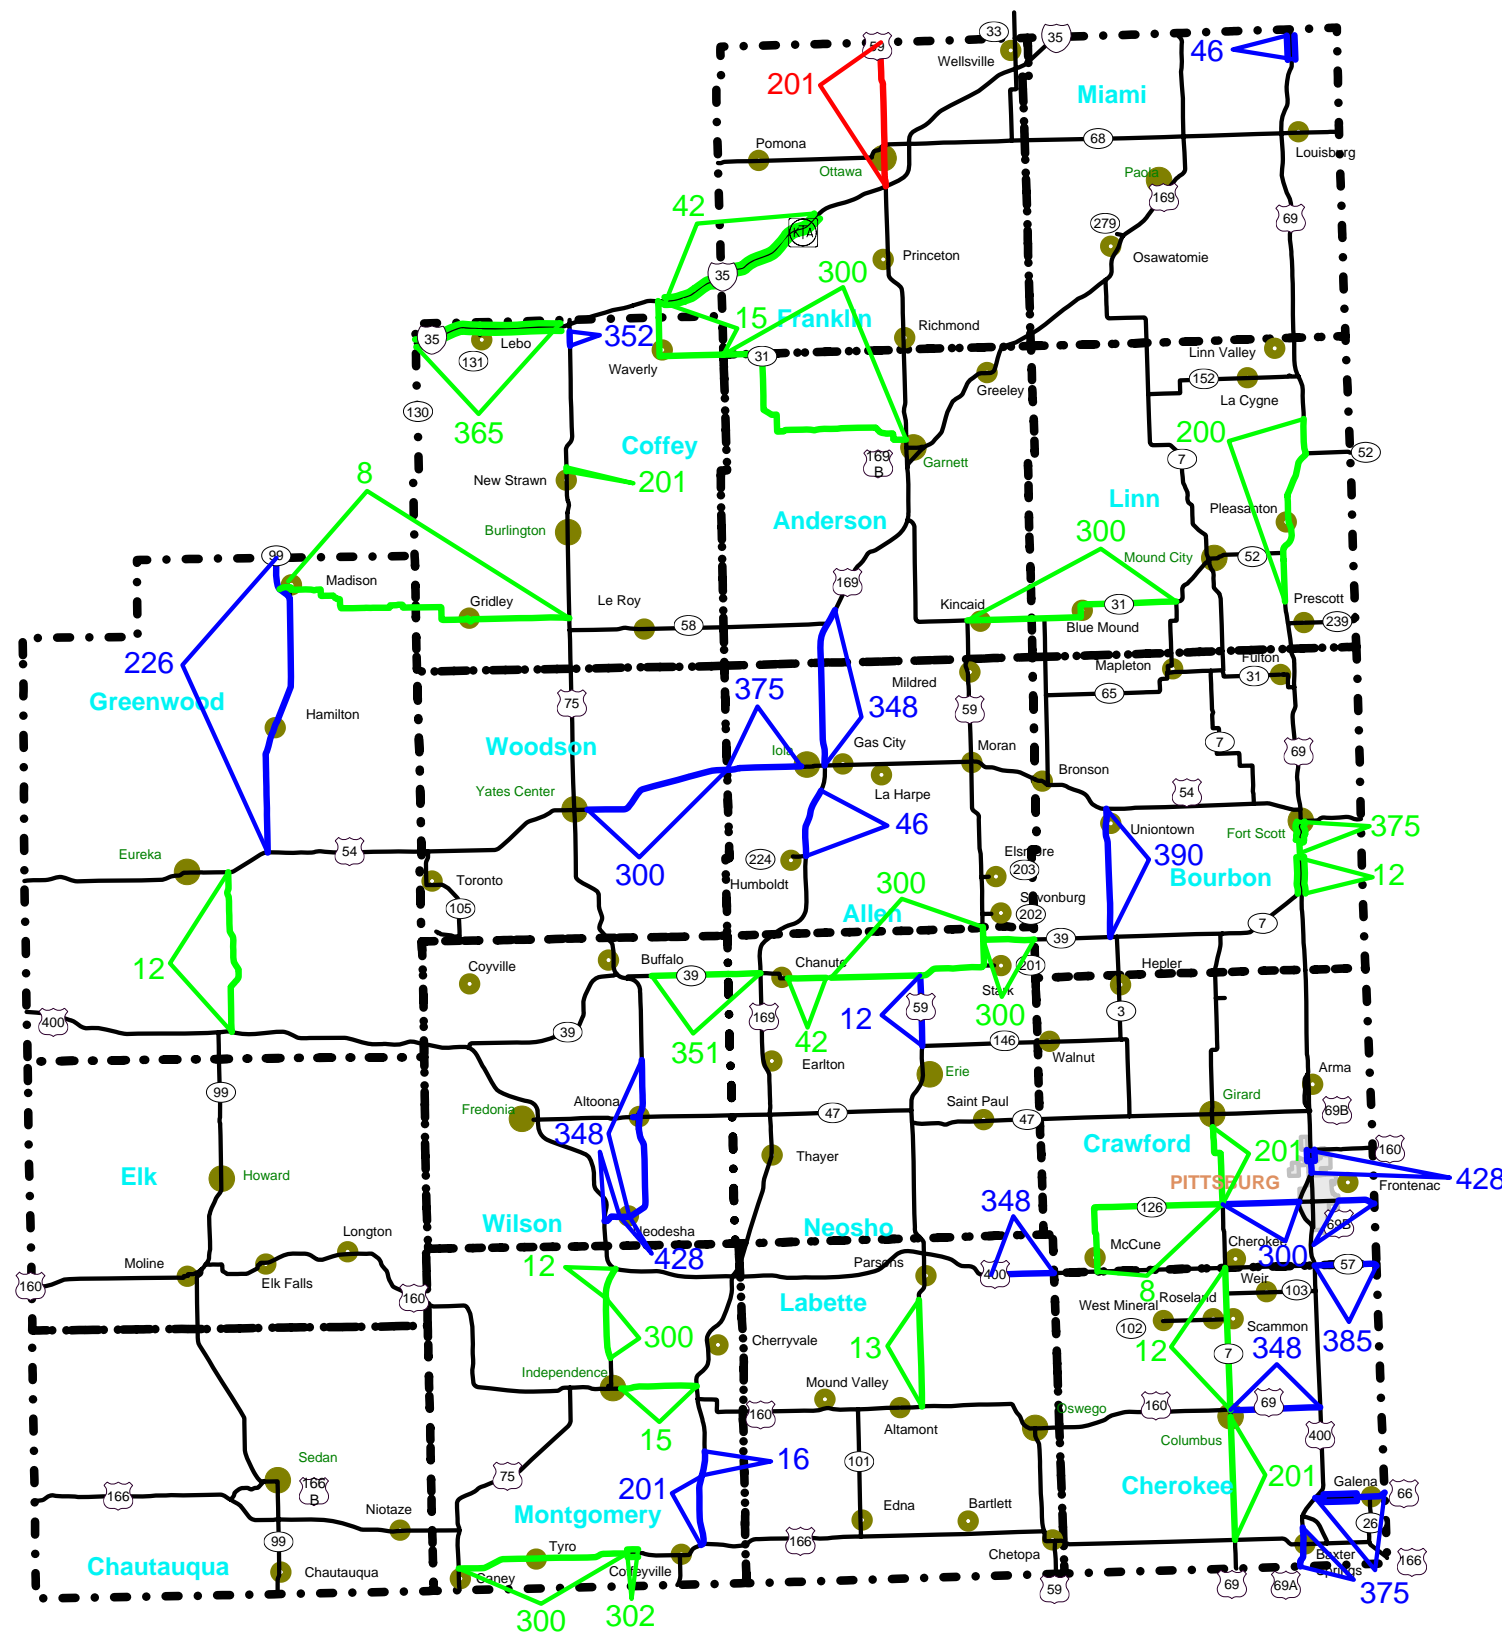 33
35
59
Wellsville
46
201
Miami
Pomona
68
Louisburg
Ottawa
Paola
169
42
K T A
279
69
Osawatomie
Princeton
35
300
15
Franklin
Richmond
352
35
Lebo
131
Waverly
31
Linn Valley
152
La Cygne
Greeley
130
365
Coffey
200
169
B
Garnett
7
52
8
New Strawn
201
Linn
Pleasanton
Burlington
Anderson
300
Mound City
52
99
Madison
169
Gridley
Le Roy
Kincaid
31
Blue Mound
Prescott
239
58
226
Mapleton
Fulton
31
Greenwood
Mildred
65
375
348
75
59
Hamilton
Woodson
Iola
Gas City
Moran
7
69
Bronson
La Harpe
54
Yates Center
46
Uniontown
Fort Scott
375
54
Eureka
300
224
Humboldt
Elsmore
203
390
Bourbon
12
Toronto
105
300
Allen
Savonburg
202
39
7
12
Coyville
Buffalo
39
Chanute
201
Stark
Hepler
400
39
351
169
42
12
59
300
3
146
Walnut
Earlton
Erie
Arma
99
Fredonia
Altoona
47
Saint Paul
47
Girard
69B
348
Crawford
201
160
Thayer
Elk
Howard
PITTSBURG
Frontenac
428
348
126
Wilson
Neodesha
Neosho
69B
Longton
428
McCune
Cherokee
300
Moline
Elk Falls
12
Parsons
400
57
160
160
Labette
8
Weir
103
West Mineral
Roseland
102
Scammon
385
300
Cherryvale
13
12
7
348
Independence
Mound Valley
160
160
69
15
Altamont
Oswego
Columbus
400
Sedan
166
B
75
16
101
201
Galena
66
166
201
Cherokee
Niotaze
Montgomery
Edna
Bartlett
26
99
166
Chetopa
Baxter
Springs
166
Chautauqua
Chautauqua
Tyro
Caney
Coffeyville
59
69
69A
375
300
302